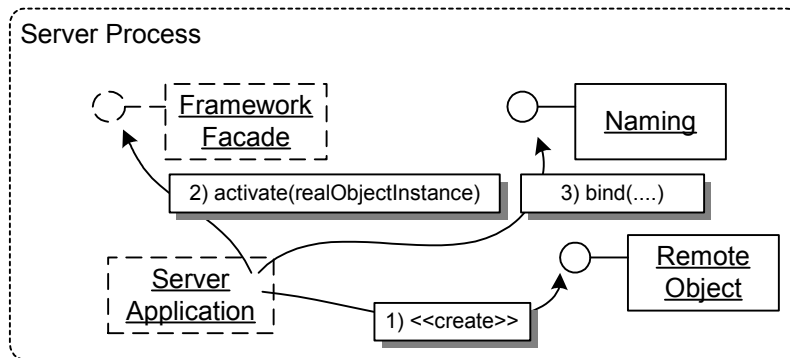 Server Process
Framework
Facade
Naming
2) activate(realObjectInstance)
3) bind(....)
Server
Application
Remote
Object
1) <<create>>